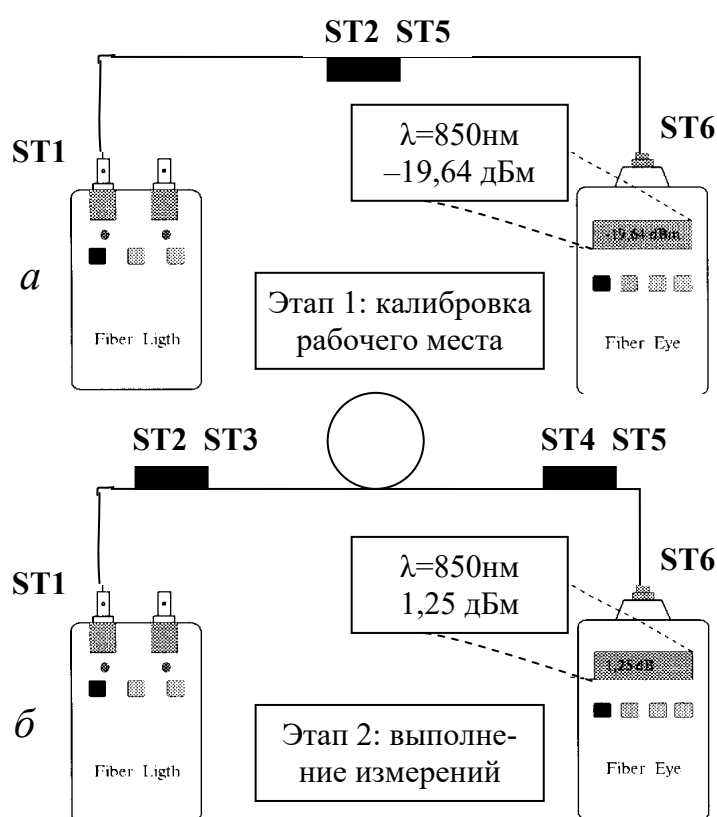 ST2 ST5
ST1
ST6
λ=850нм
–19,64 дБм
-19,64 dBm
а
Этап 1: калибровка
рабочего места
Fiber Ligth
Fiber Eye
ST2 ST3
ST4 ST5
ST1
ST6
λ=850нм
1,25 дБм
1,25 dB
б
Этап 2: выполне-
ние измерений
Fiber Ligth
Fiber Eye